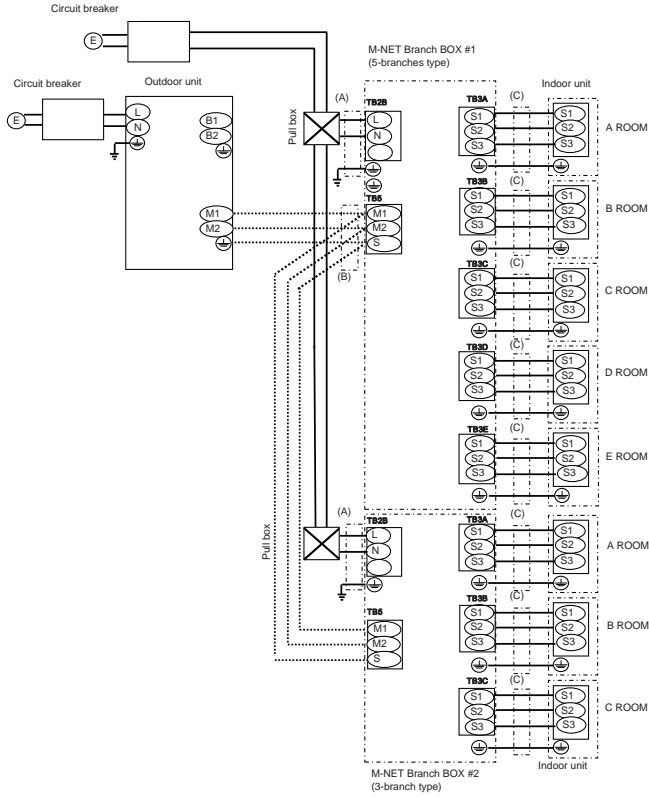 Circuit breaker
E
Circuit breaker
E
Outdoor unit
L
N
B1
B2
M1
M2
Pull box
(A)
M-NET Branch BOX #1
(5-branches type)
TB2B
L
N
TB5
M1
M2
S
(B)
Indoor unit
TB3A
S1
S2
S3
(C)
S1
S2
S3
A ROOM
TB3B
S1
S2
S3
(C)
S1
S2
S3
B ROOM
TB3C
S1
S2
S3
(C)
S1
S2
S3
C ROOM
TB3D
S1
S2
S3
(C)
S1
S2
S3
D ROOM
TB3E
S1
S2
S3
(C)
S1
S2
S3
E ROOM
Pull box
(A)
TB2B
L
N
TB5
M1
M2
S
TB3A
S1
S2
S3
(C)
S1
S2
S3
A ROOM
TB3B
S1
S2
S3
(C)
S1
S2
S3
B ROOM
TB3C
S1
S2
S3
(C)
S1
S2
S3
C ROOM
Indoor unit
M-NET Branch BOX #2
(3-branch type)